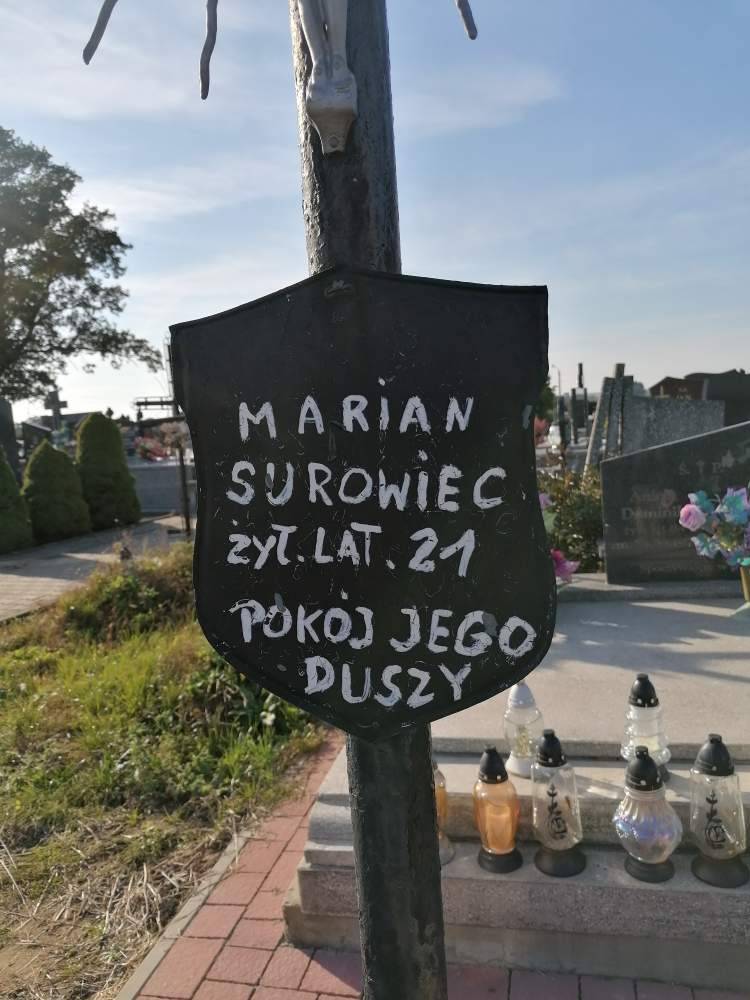 MARiAN
SUROWiEC
żYŁ.LAT.21
POKÓJ JEGO
DUSZY